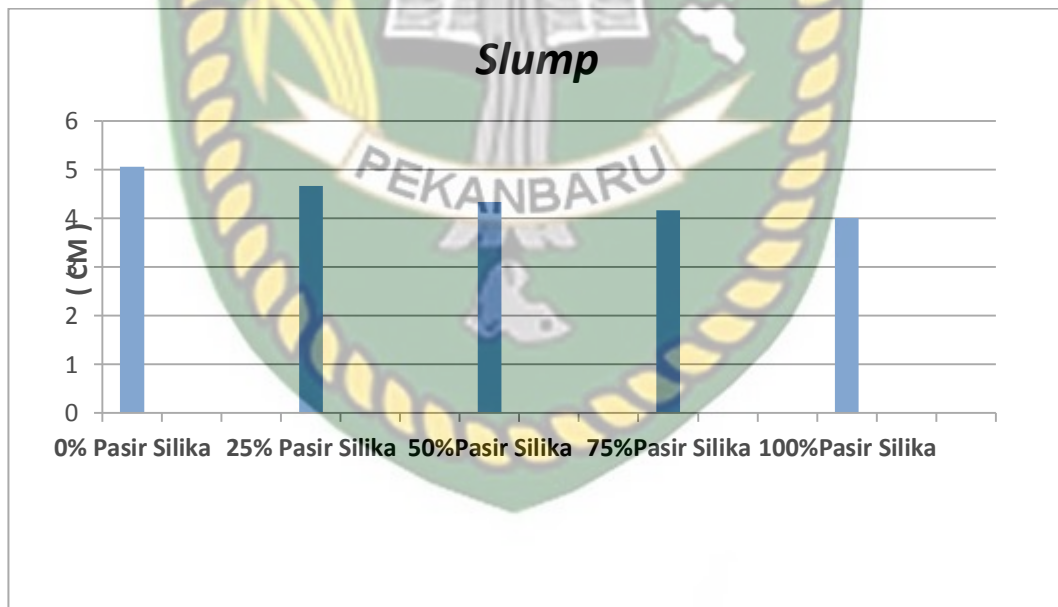 Slump
6
5
4
3
2
1
0
( CM )
PEKANBARU
0% Pasir Silika 25% Pasir Silika 50%Pasir Silika 75%Pasir Silika 100%Pasir Silika